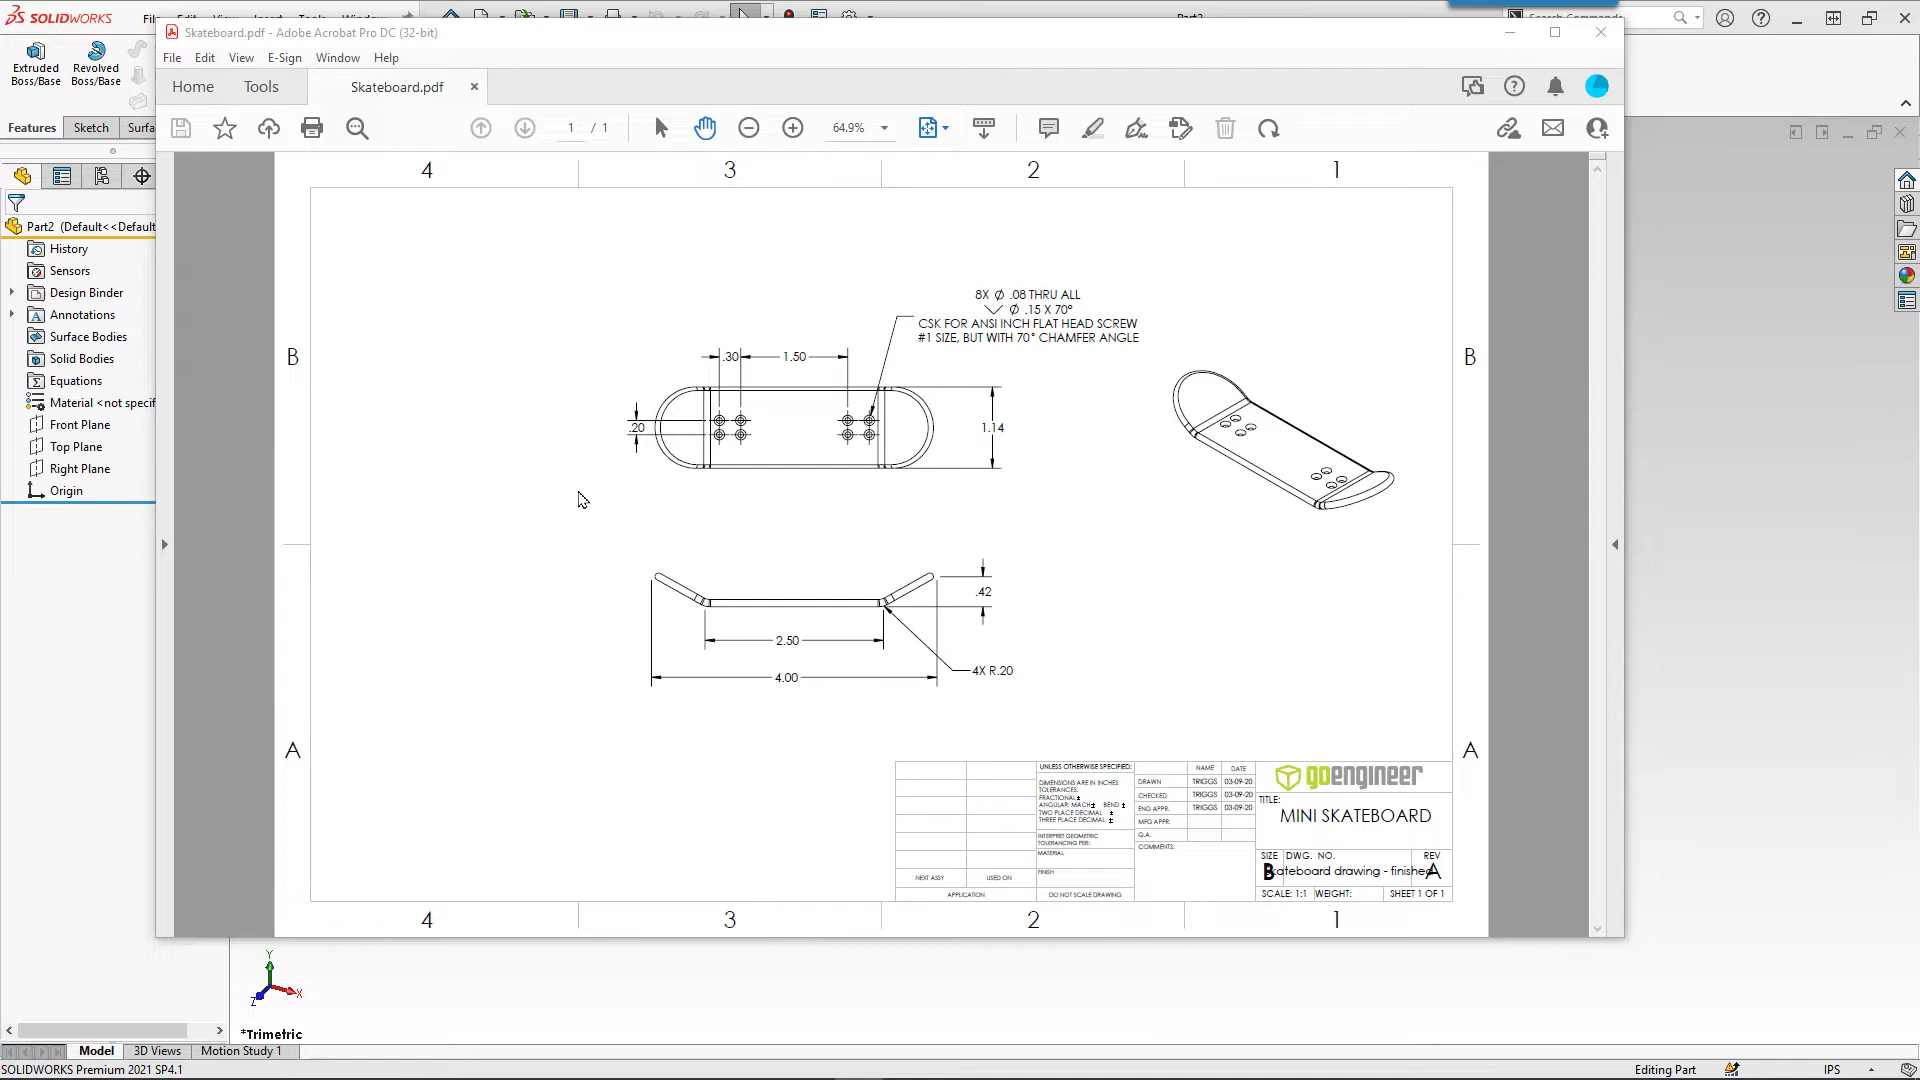 SOLIDWORKS
Part2
Search Commands
Skateboard.pdf - Adobe Acrobat Pro DC (32-bit)
File Edit View E-Sign Window Help
Home Tools Skateboard.pdf
1 / 1 64.9%
Extruded Boss/Base
Revolved Boss/Base
Features Sketch Surfa
Part2 (Default<<Default
History
Sensors
Design Binder
Annotations
Surface Bodies
Solid Bodies
Equations
Material <not specif
Front Plane
Top Plane
Right Plane
Origin
4 3 2 1
B B
8X Ø .08 THRU ALL
Ø .15 X 70°
CSK FOR ANSI INCH FLAT HEAD SCREW
#1 SIZE, BUT WITH 70° CHAMFER ANGLE
.30 1.50
.20 1.14
.42
2.50
4X R.20
4.00
A A
UNLESS OTHERWISE SPECIFIED:
DIMENSIONS ARE IN INCHES
TOLERANCES:
FRACTIONAL ±
ANGULAR: MACH ± BEND ±
TWO PLACE DECIMAL ±
THREE PLACE DECIMAL ±
INTERPRET GEOMETRIC
TOLERANCING PER:
MATERIAL
FINISH
DO NOT SCALE DRAWING
NEXT ASSY USED ON
APPLICATION
NAME DATE
DRAWN TRIGGS 03-09-20
CHECKED TRIGGS 03-09-20
ENG APPR. TRIGGS 03-09-20
MFG APPR.
Q.A.
COMMENTS:
goengineer
TITLE:
MINI SKATEBOARD
SIZE DWG. NO. REV
B kateboard drawing - finished A
SCALE: 1:1 WEIGHT: SHEET 1 OF 1
4 3 2 1
Y
X
Z
*Trimetric
Model 3D Views Motion Study 1
SOLIDWORKS Premium 2021 SP4.1
Editing Part IPS